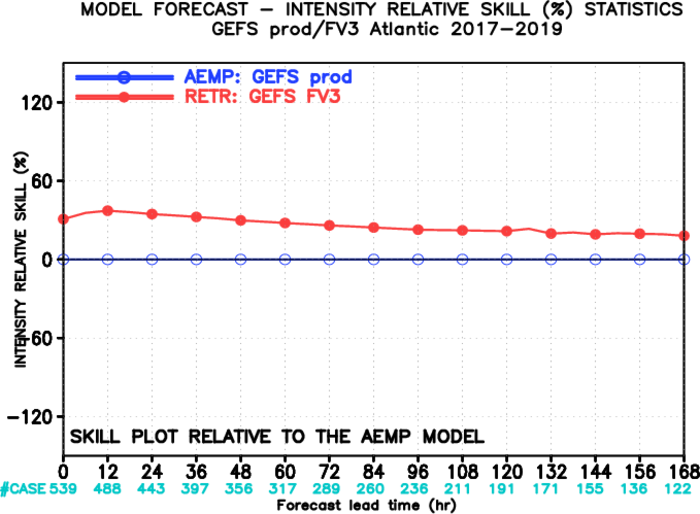 MODEL FORECAST — INTENSITY RELATIVE SKILL (%) STATISTICS
GEFS prod/FV3 Atlantic 2017—2019
AEMP: GEFS prod
RETR: GEFS FV3
INTENSITY RELATIVE SKILL (%)
120
60
0
—60
—120
SKILL PLOT RELATIVE TO THE AEMP MODEL
0 12 24 36 48 60 72 84 96 108 120 132 144 156 168
#CASE 539 488 443 397 356 317 289 260 236 211 191 171 155 136 122
Forecast lead time (hr)